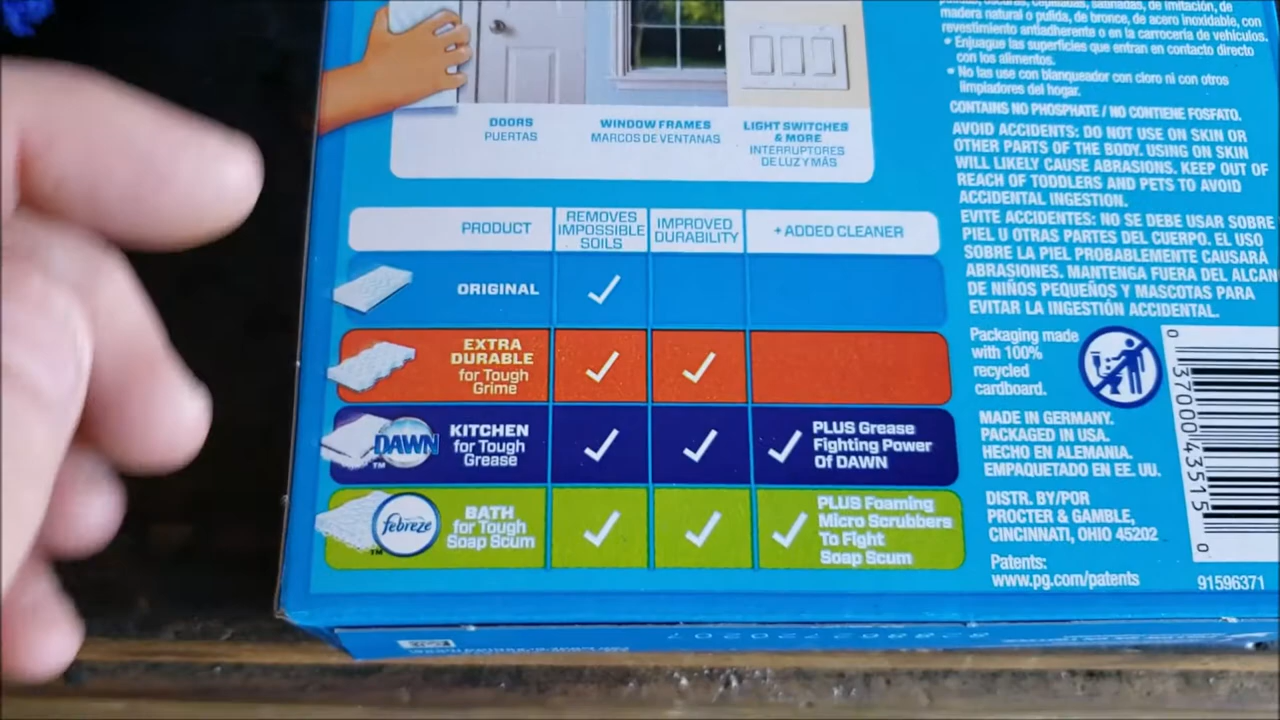 DOORS
PUERTAS
WINDOW FRAMES
MARCOS DE VENTANAS
LIGHT SWITCHES
& MORE
INTERRUPTORES
DE LUZ Y MÁS
PRODUCT
REMOVES
IMPOSSIBLE
SOILS
IMPROVED
DURABILITY
+ ADDED CLEANER
ORIGINAL
EXTRA
DURABLE
for Tough
Grime
DAWN
TM
KITCHEN
for Tough
Grease
PLUS Grease
Fighting Power
Of DAWN
febreze
TM
BATH
for Tough
Soap Scum
PLUS Foaming
Micro Scrubbers
To Fight
Soap Scum
madera natural o pulida, de bronce, de acero inoxidable, con
revestimiento antiadherente o en la carrocería de vehículos.
• Enjuague las superficies que entran en contacto directo
con los alimentos.
• No las use con blanqueador con cloro ni con otros
limpiadores del hogar.
CONTAINS NO PHOSPHATE / NO CONTIENE FOSFATO.
AVOID ACCIDENTS: DO NOT USE ON SKIN OR
OTHER PARTS OF THE BODY. USING ON SKIN
WILL LIKELY CAUSE ABRASIONS. KEEP OUT OF
REACH OF TODDLERS AND PETS TO AVOID
ACCIDENTAL INGESTION.
EVITE ACCIDENTES: NO SE DEBE USAR SOBRE
PIEL U OTRAS PARTES DEL CUERPO. EL USO
SOBRE LA PIEL PROBABLEMENTE CAUSARÁ
ABRASIONES. MANTENGA FUERA DEL ALCAN
DE NIÑOS PEQUEÑOS Y MASCOTAS PARA
EVITAR LA INGESTIÓN ACCIDENTAL.
Packaging made
with 100%
recycled
cardboard.
MADE IN GERMANY.
PACKAGED IN USA.
HECHO EN ALEMANIA.
EMPAQUETADO EN EE. UU.
DISTR. BY/POR
PROCTER & GAMBLE,
CINCINNATI, OHIO 45202
Patents:
www.pg.com/patents
0 37000 43515 0
91596371